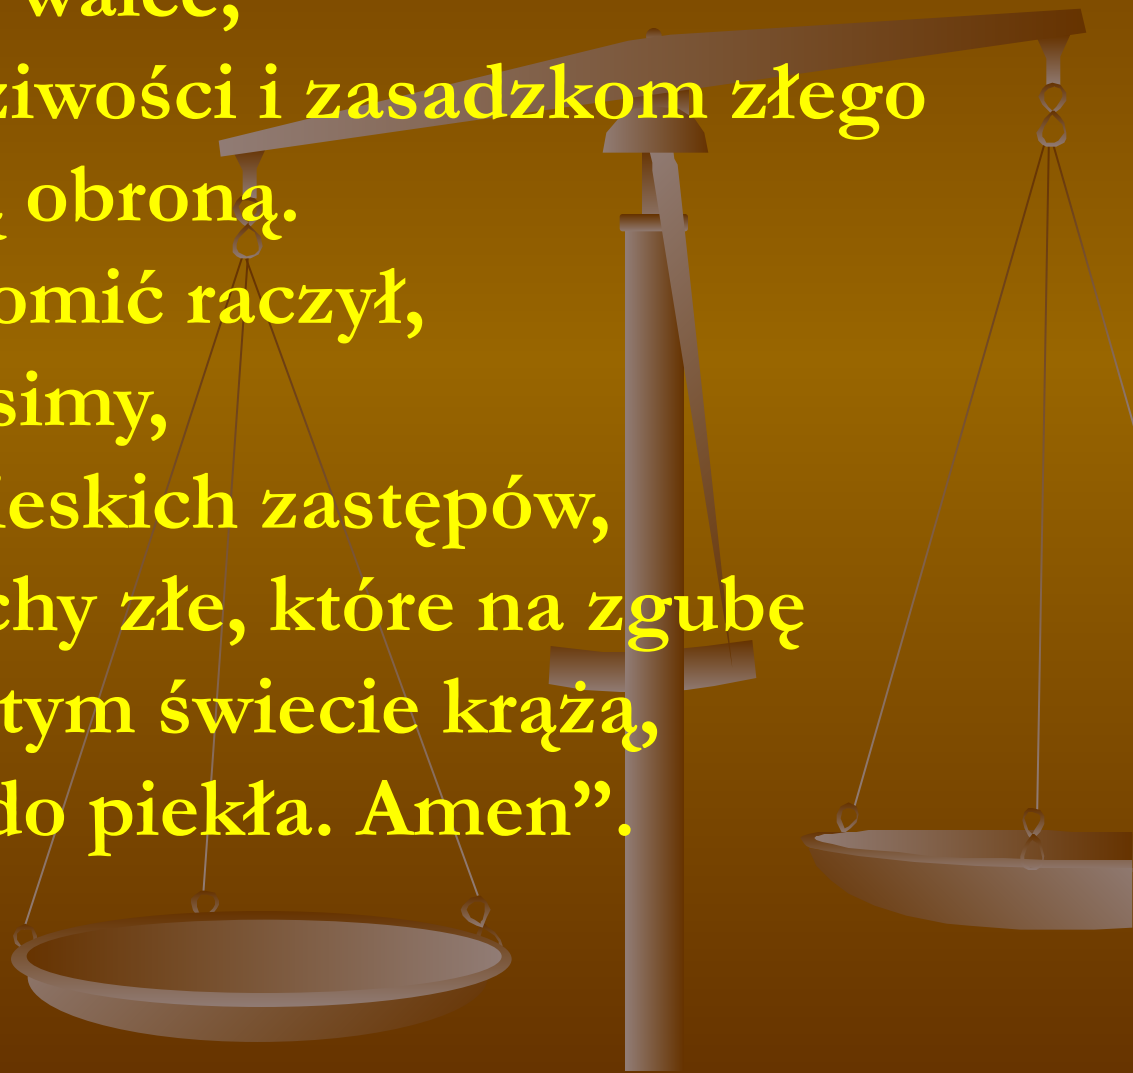 walce,
ziwości i zasadzkom złego
ą obroną.
omić raczył,
simy,
ieskich zastępów,
chy złe, które na zgubę
tym świecie krążą,
do piekła. Amen”.